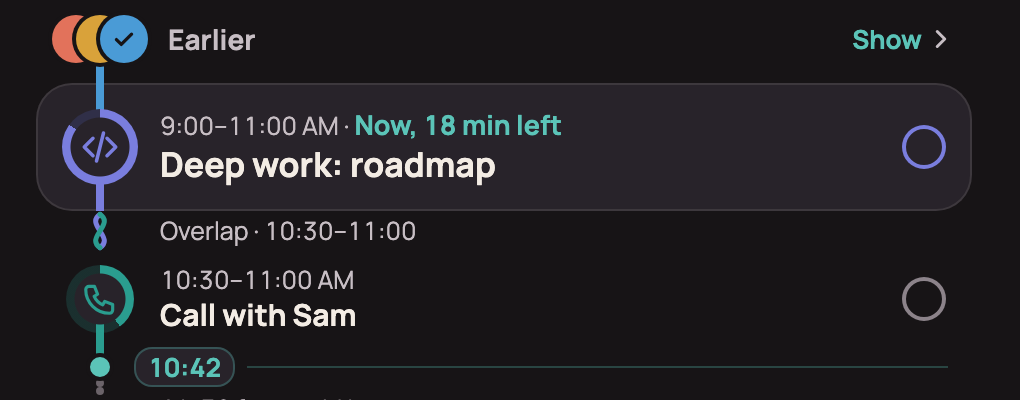 Earlier
Show
9:00–11:00 AM · Now, 18 min left
Deep work: roadmap
Overlap · 10:30–11:00
10:30–11:00 AM
Call with Sam
10:42